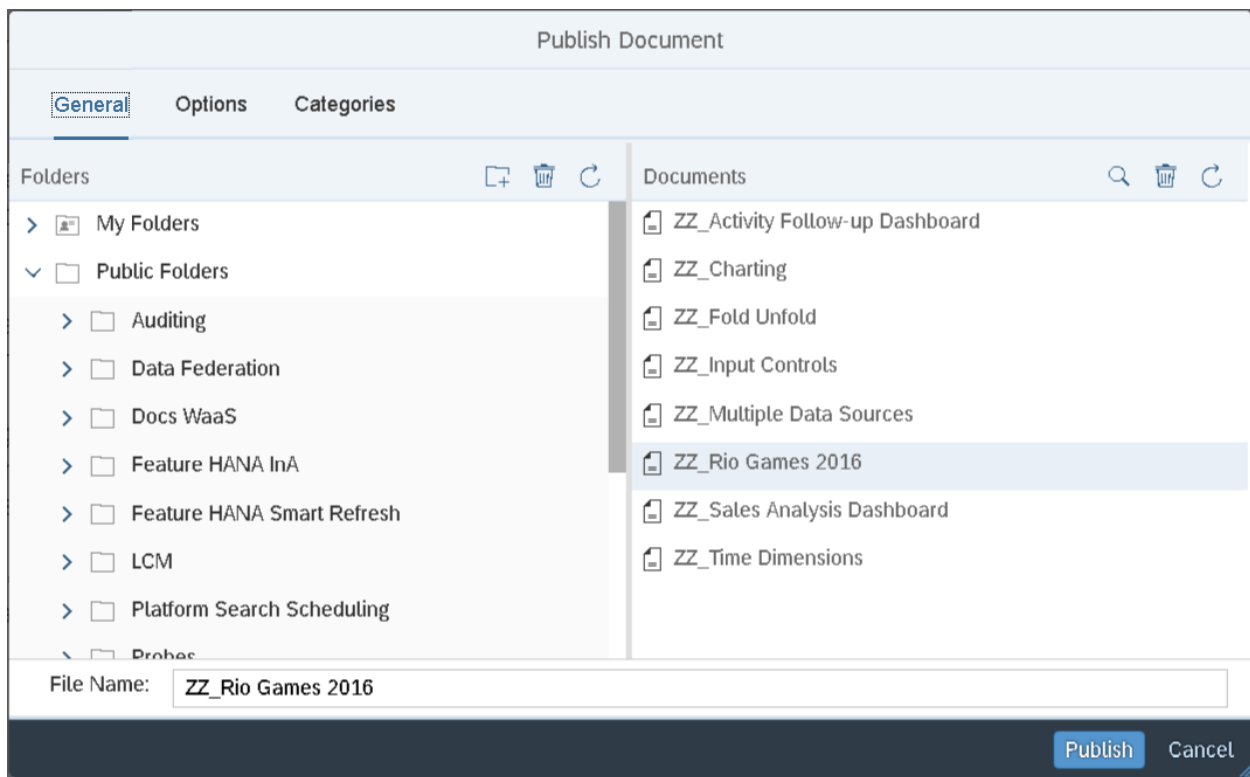 Publish Document
General Options Categories
Folders
My Folders
Public Folders
Auditing
Data Federation
Docs WaaS
Feature HANA InA
Feature HANA Smart Refresh
LCM
Platform Search Scheduling
Probes
Documents
ZZ_Activity Follow-up Dashboard
ZZ_Charting
ZZ_Fold Unfold
ZZ_Input Controls
ZZ_Multiple Data Sources
ZZ_Rio Games 2016
ZZ_Sales Analysis Dashboard
ZZ_Time Dimensions
File Name: ZZ_Rio Games 2016
Publish Cancel